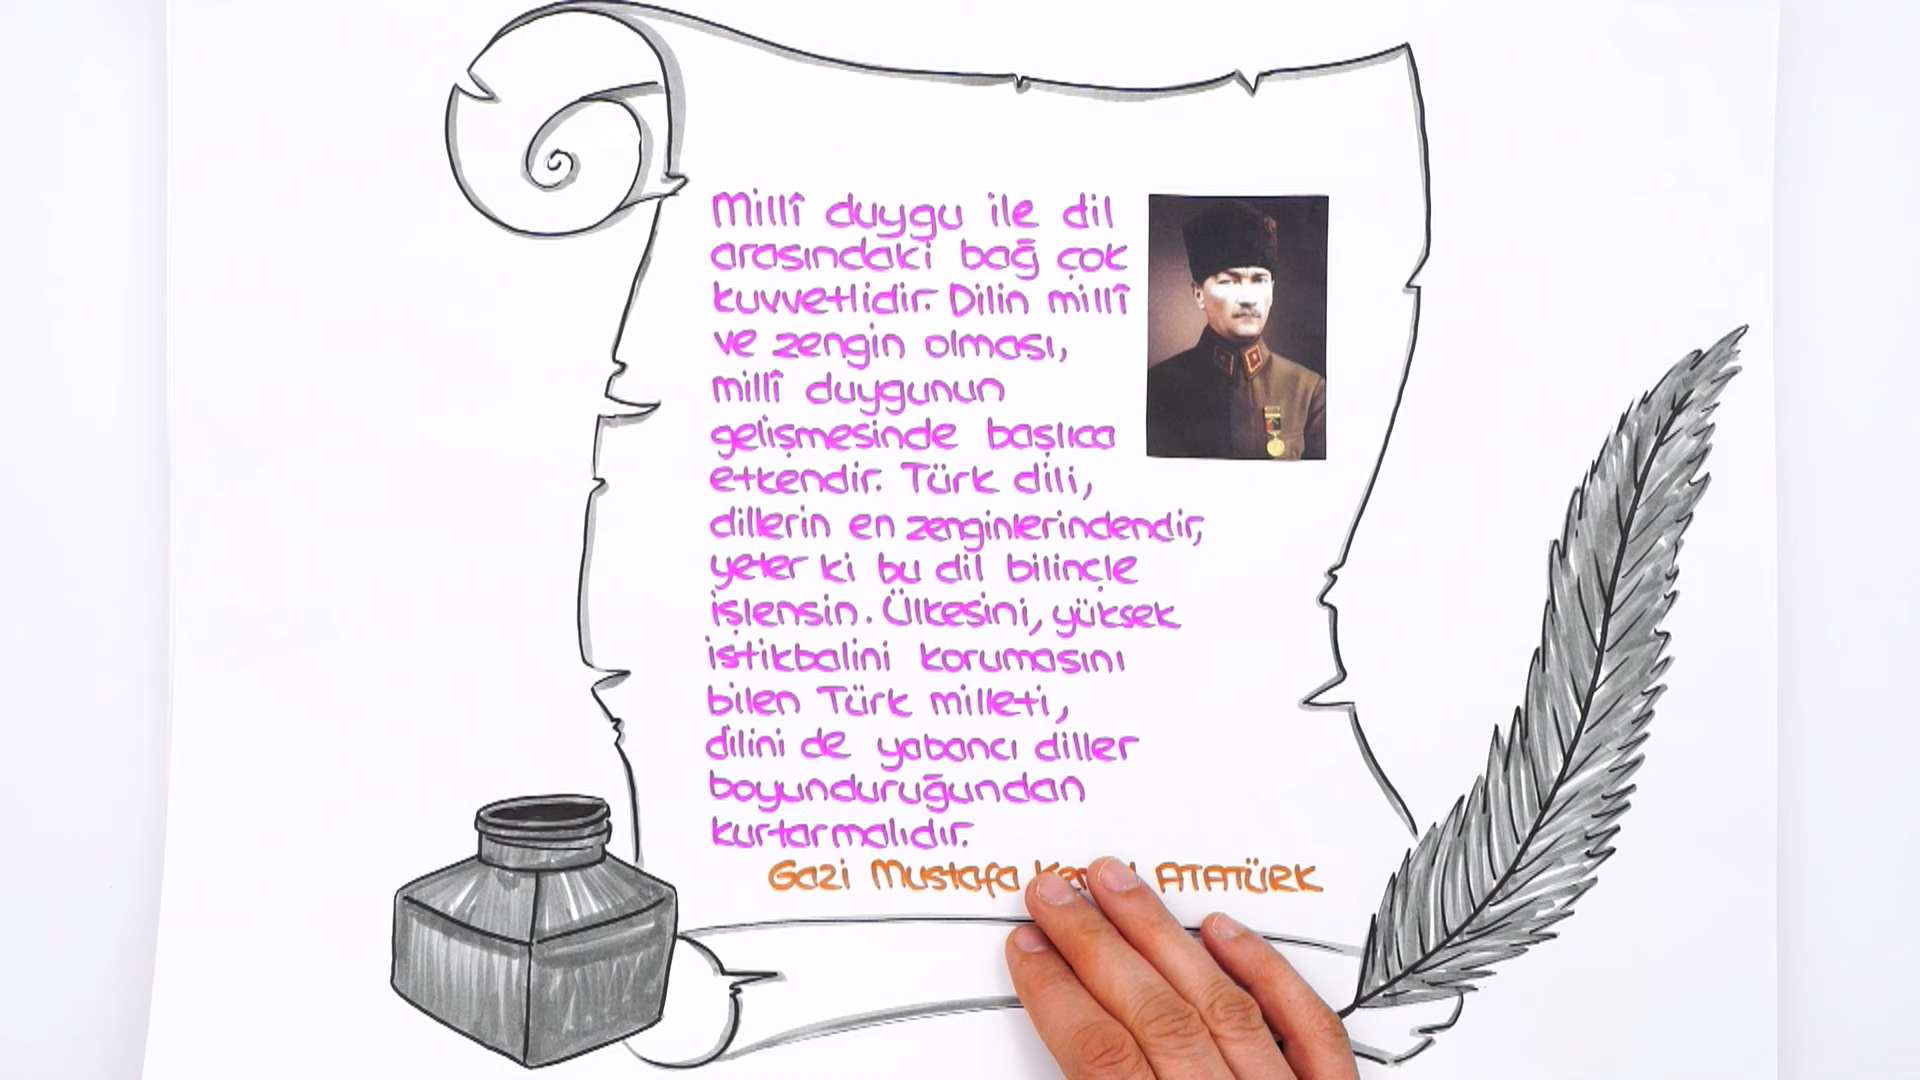 Millî duygu ile dil
arasındaki bağ çok
kuvvetlidir. Dilin millî
ve zengin olması,
millî duygunun
gelişmesinde başlıca
etkendir. Türk dili,
dillerin en zenginlerindendir,
yeter ki bu dil bilinçle
işlensin. Ülkesini, yüksek
istikbalini korumasını
bilen Türk milleti,
dilini de yabancı diller
boyunduruğundan
kurtarmalıdır.
Gazi Mustafa ATATÜRK